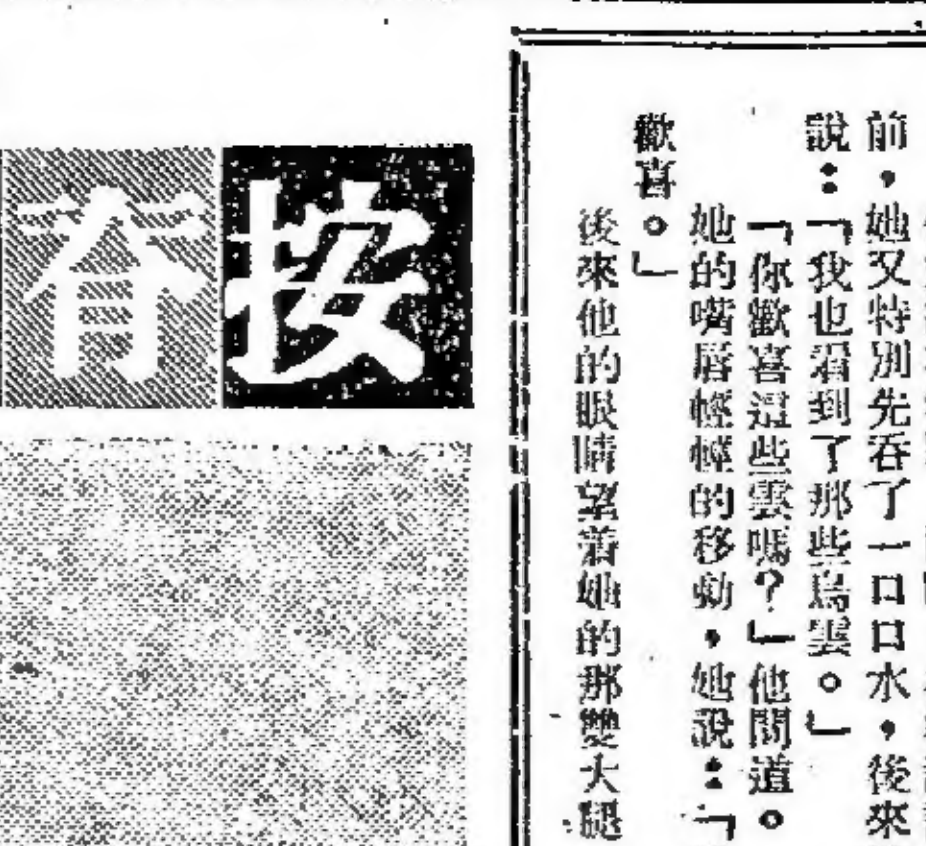 前，她又特別先吞了一口口水，後來
說：「我也看到了那些烏雲。」
「你歡喜這些雲嗎？」他問道。
她的嘴唇輕輕的移動，她說：「
歡喜。」
後來他的眼睛望着她的那雙大腿
按脊